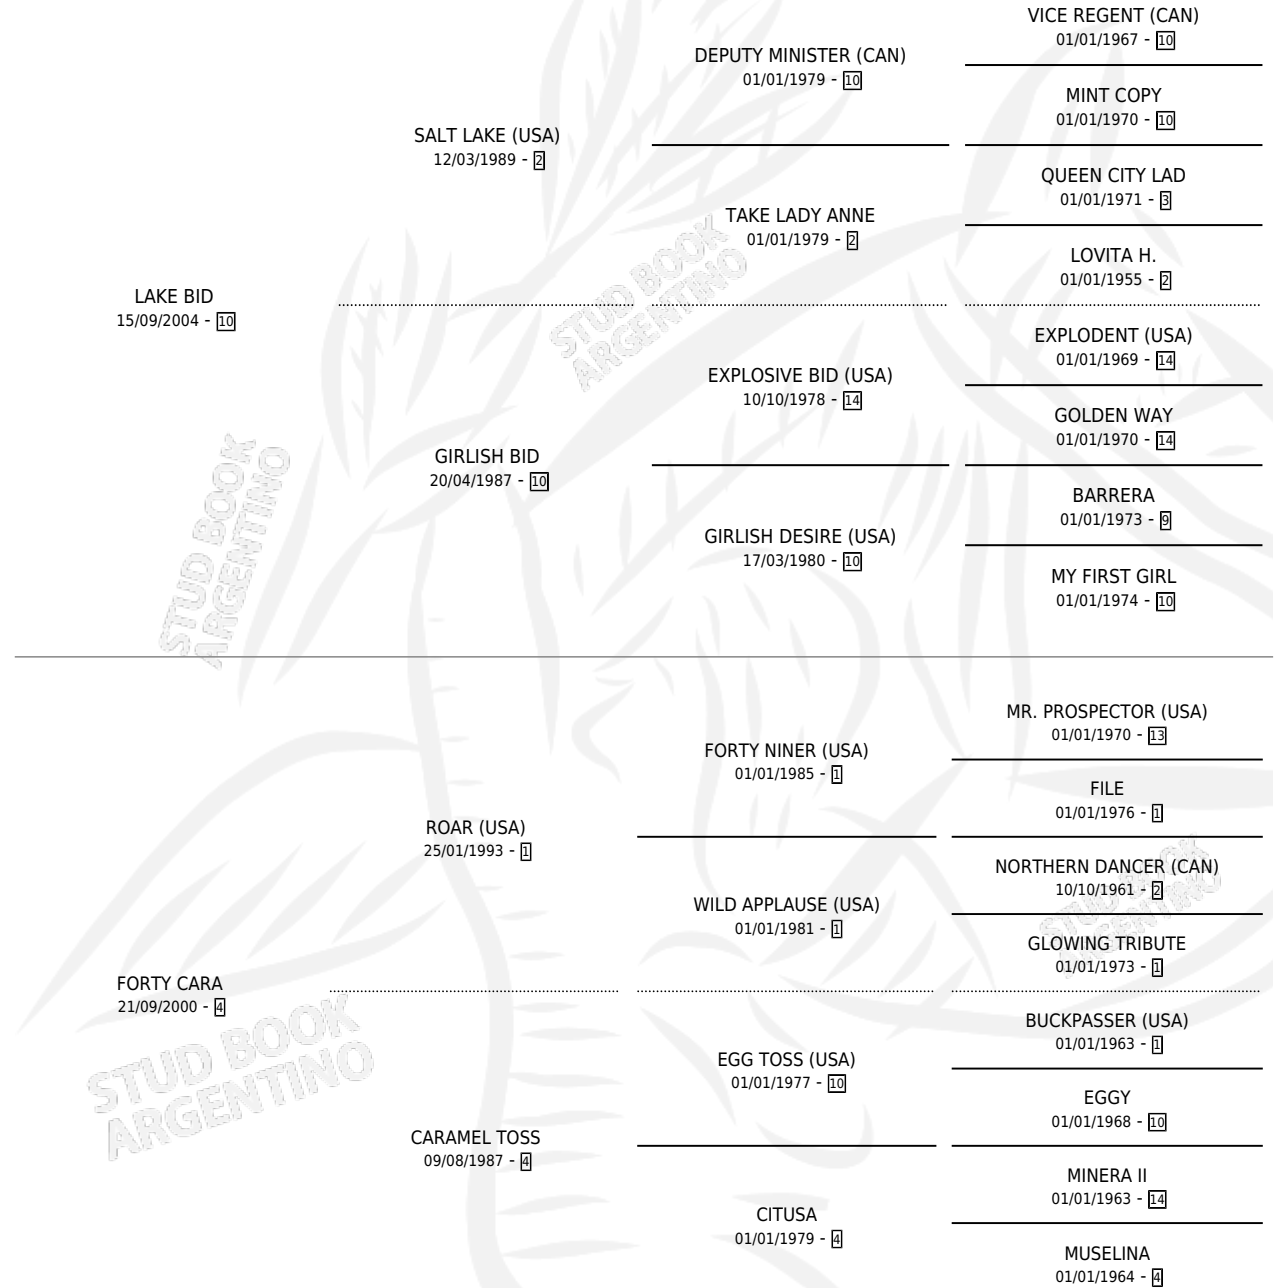 VICE REGENT (CAN)
01/01/1967 - 10
DEPUTY MINISTER (CAN)
01/01/1979 - 10
MINT COPY
01/01/1970 - 10
SALT LAKE (USA)
12/03/1989 - 2
QUEEN CITY LAD
01/01/1971 - 3
TAKE LADY ANNE
01/01/1979 - 2
LOVITA H.
01/01/1955 - 2
LAKE BID
15/09/2004 - 10
EXPLODENT (USA)
01/01/1969 - 14
EXPLOSIVE BID (USA)
10/10/1978 - 14
GOLDEN WAY
01/01/1970 - 14
GIRLISH BID
20/04/1987 - 10
BARRERA
01/01/1973 - 9
GIRLISH DESIRE (USA)
17/03/1980 - 10
MY FIRST GIRL
01/01/1974 - 10
STUD BOOK
ARGENTINO
STUD BOOK
ARGENTINO
MR. PROSPECTOR (USA)
01/01/1970 - 13
FORTY NINER (USA)
01/01/1985 - 1
FILE
01/01/1976 - 1
ROAR (USA)
25/01/1993 - 1
NORTHERN DANCER (CAN)
10/10/1961 - 2
WILD APPLAUSE (USA)
01/01/1981 - 1
GLOWING TRIBUTE
01/01/1973 - 1
FORTY CARA
21/09/2000 - 4
BUCKPASSER (USA)
01/01/1963 - 1
EGG TOSS (USA)
01/01/1977 - 10
EGGY
01/01/1968 - 10
CARAMEL TOSS
09/08/1987 - 4
MINERA II
01/01/1963 - 14
CITUSA
01/01/1979 - 4
MUSELINA
01/01/1964 - 4
STUD BOOK
ARGENTINO
STUD BOOK
ARGENTINO